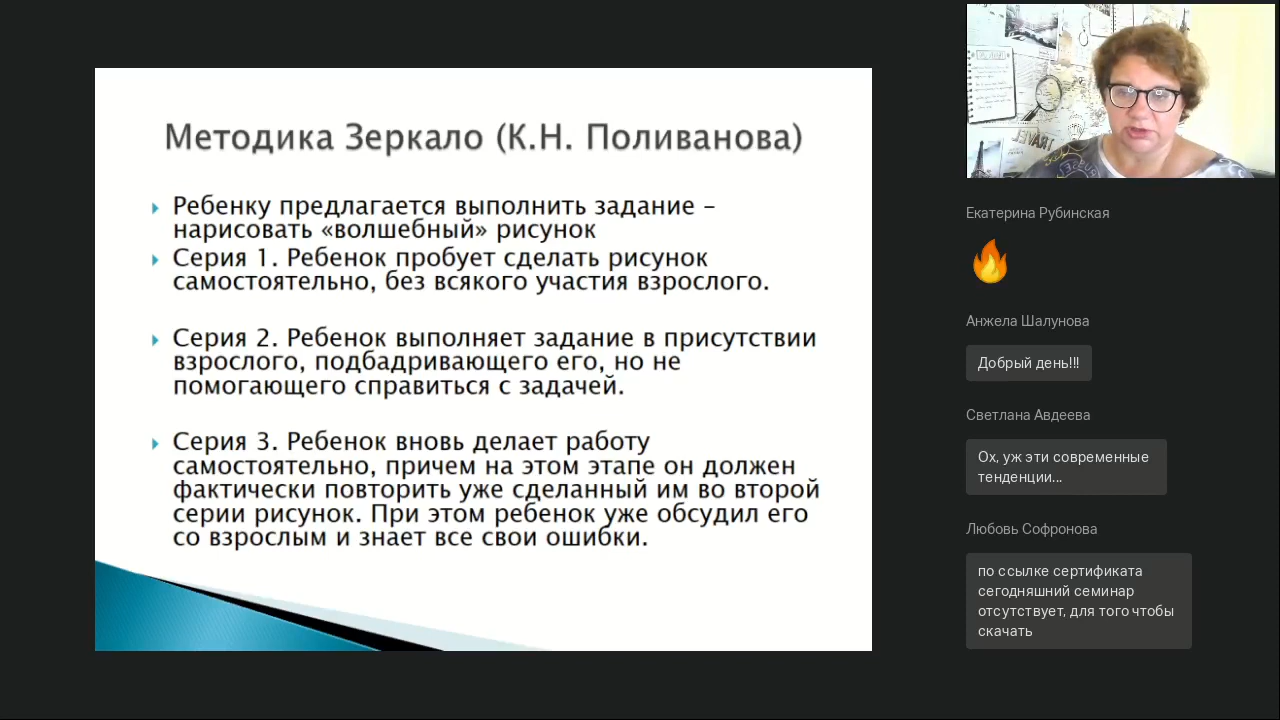 Методика Зеркало (К.Н. Поливанова)
Ребенку предлагается выполнить задание –
нарисовать «волшебный» рисунок
Серия 1. Ребенок пробует сделать рисунок
самостоятельно, без всякого участия взрослого.
Серия 2. Ребенок выполняет задание в присутствии
взрослого, подбадривающего его, но не
помогающего справиться с задачей.
Серия 3. Ребенок вновь делает работу
самостоятельно, причем на этом этапе он должен
фактически повторить уже сделанный им во второй
серии рисунок. При этом ребенок уже обсудил его
со взрослым и знает все свои ошибки.
TRAVEL
Екатерина Рубинская
Анжела Шалунова
Добрый день!!!
Светлана Авдеева
Ох, уж эти современные
тенденции...
Любовь Софронова
по ссылке сертификата
сегодняшний семинар
отсутствует, для того чтобы
скачать